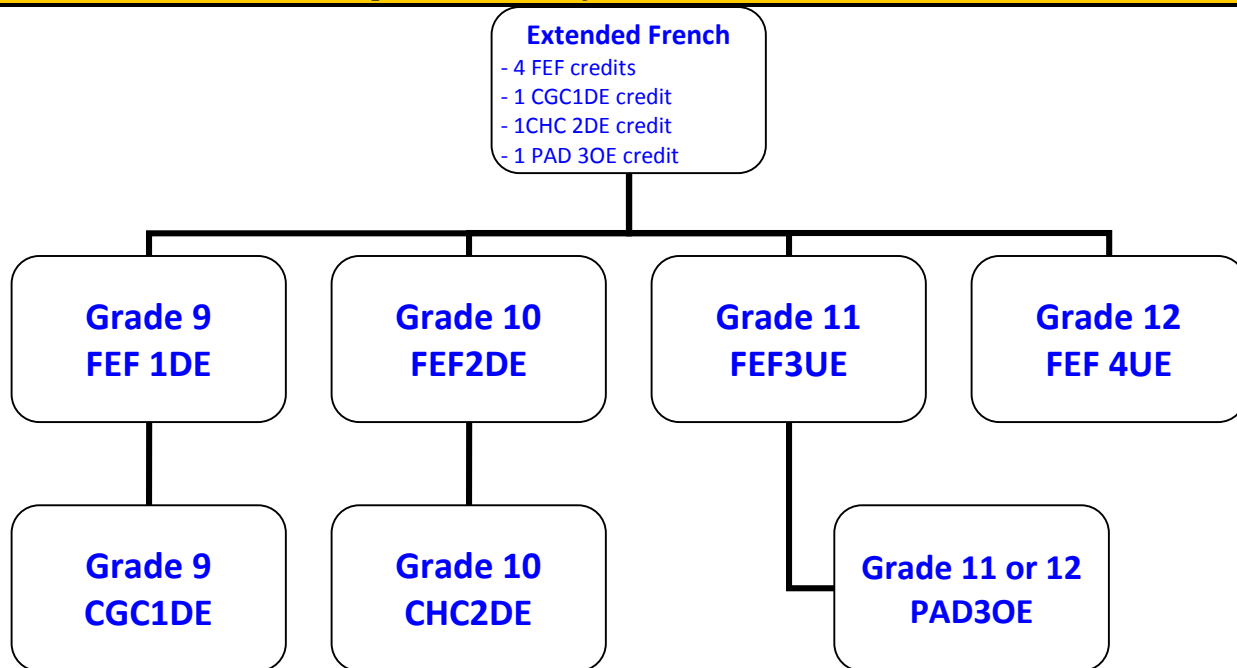 Extended French
- 4 FEF credits
- 1 CGC1DE credit
- 1CHC 2DE credit
- 1 PAD 3OE credit
Grade 9
FEF 1DE
Grade 10
FEF2DE
Grade 11
FEF3UE
Grade 12
FEF 4UE
Grade 9
CGC1DE
Grade 10
CHC2DE
Grade 11 or 12
PAD3OE